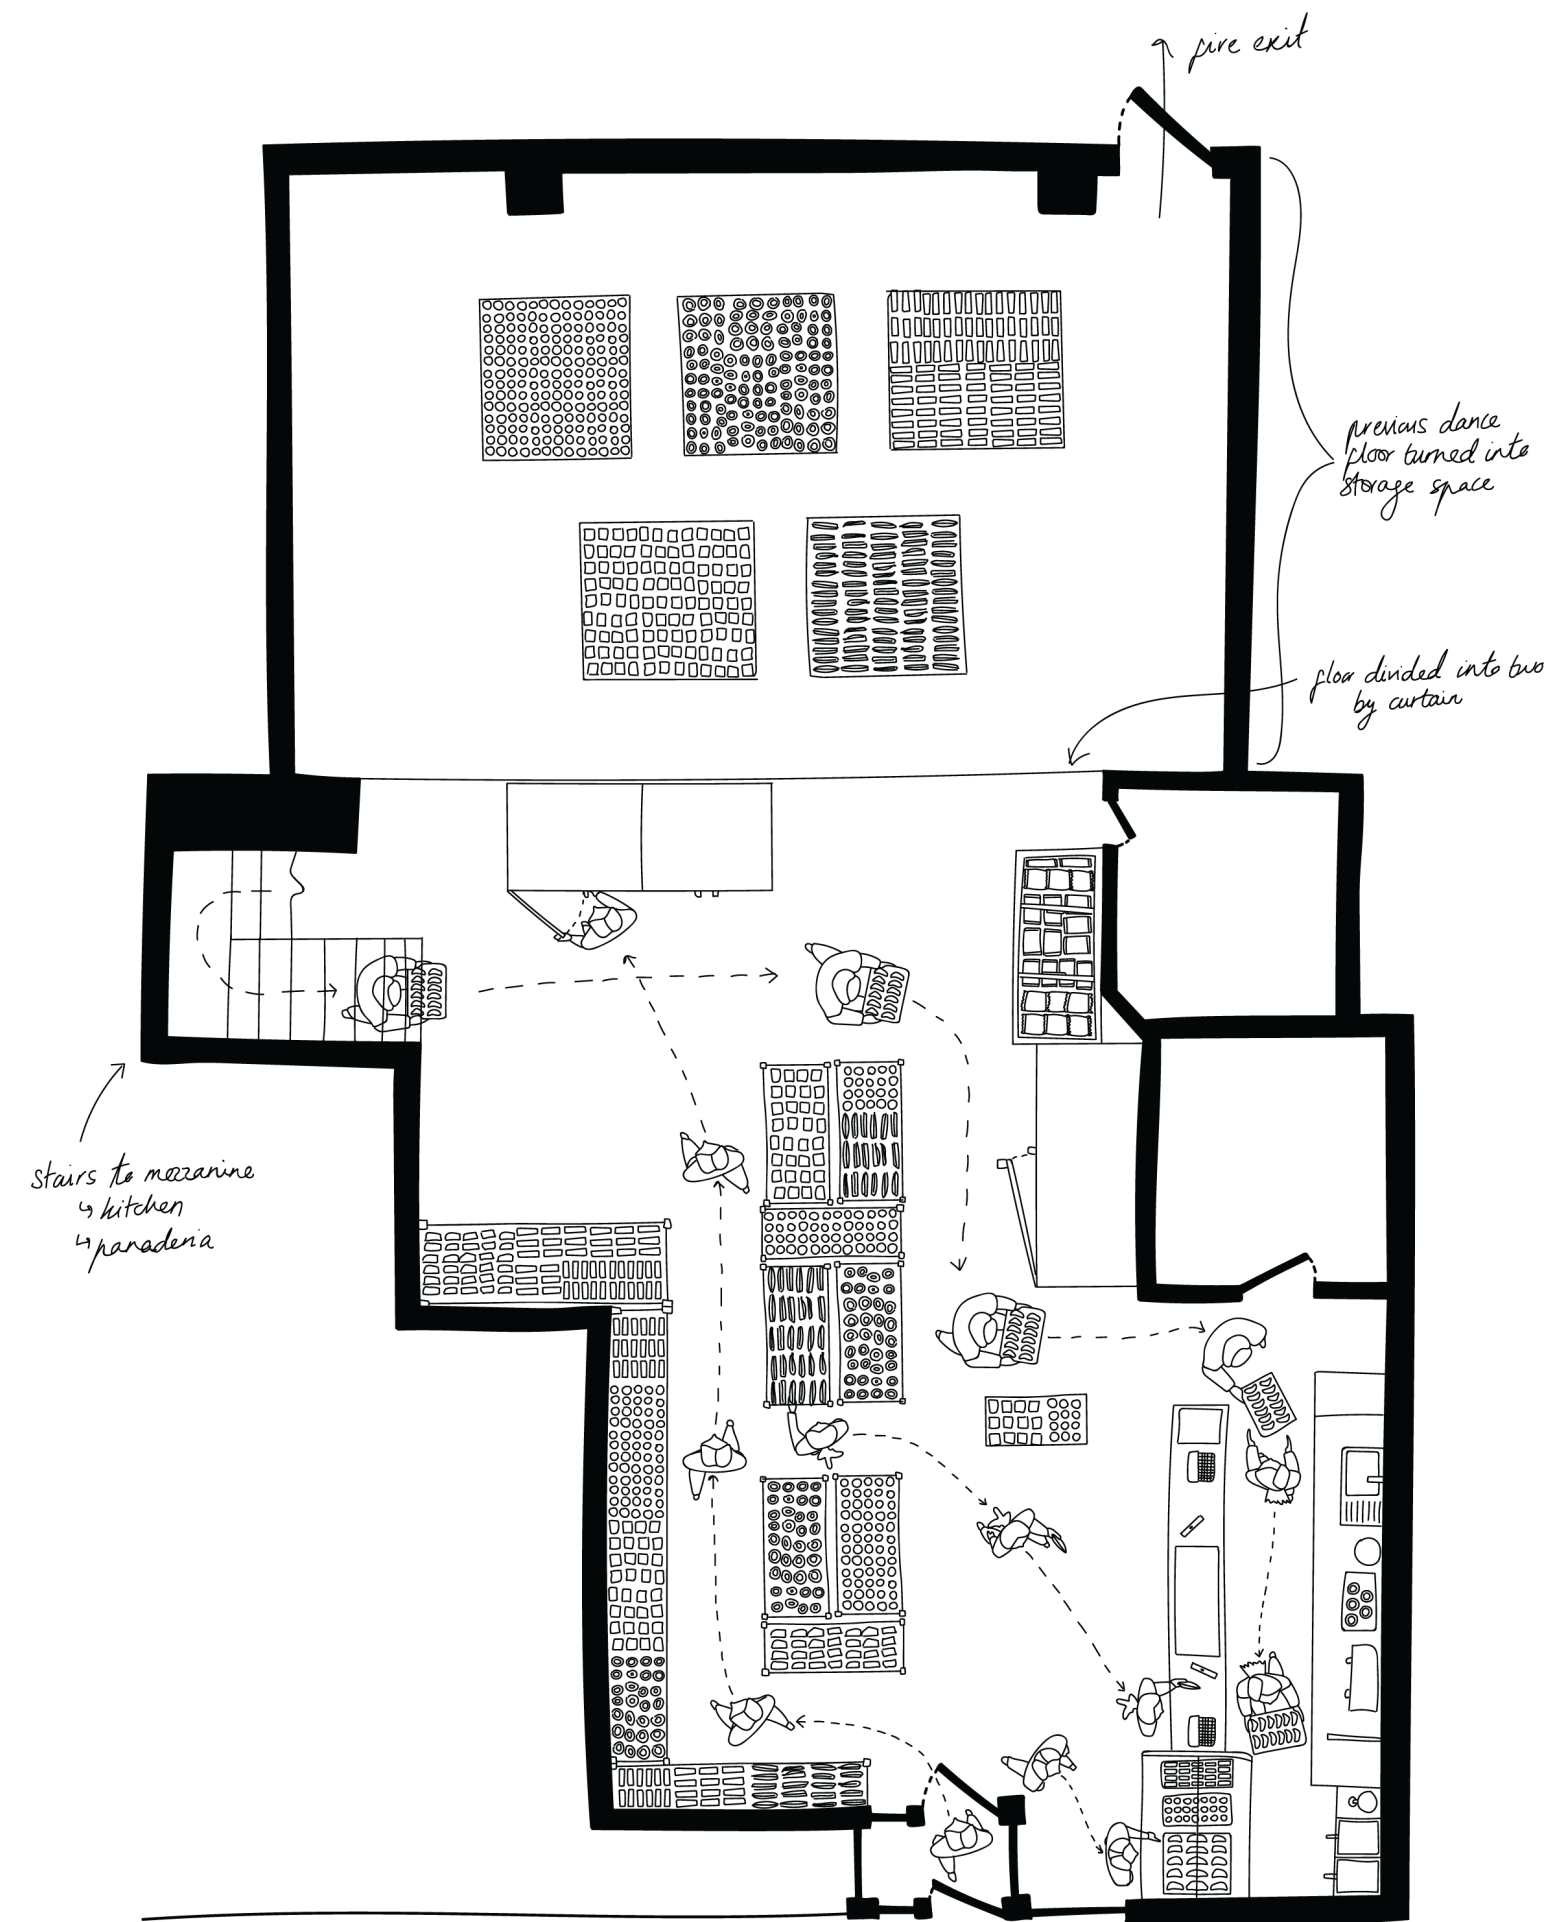 fire exit
previous dance
floor turned into
storage space
floor divided into two
by curtain
stairs to mezzanine
↳ kitchen
↳ panaderia